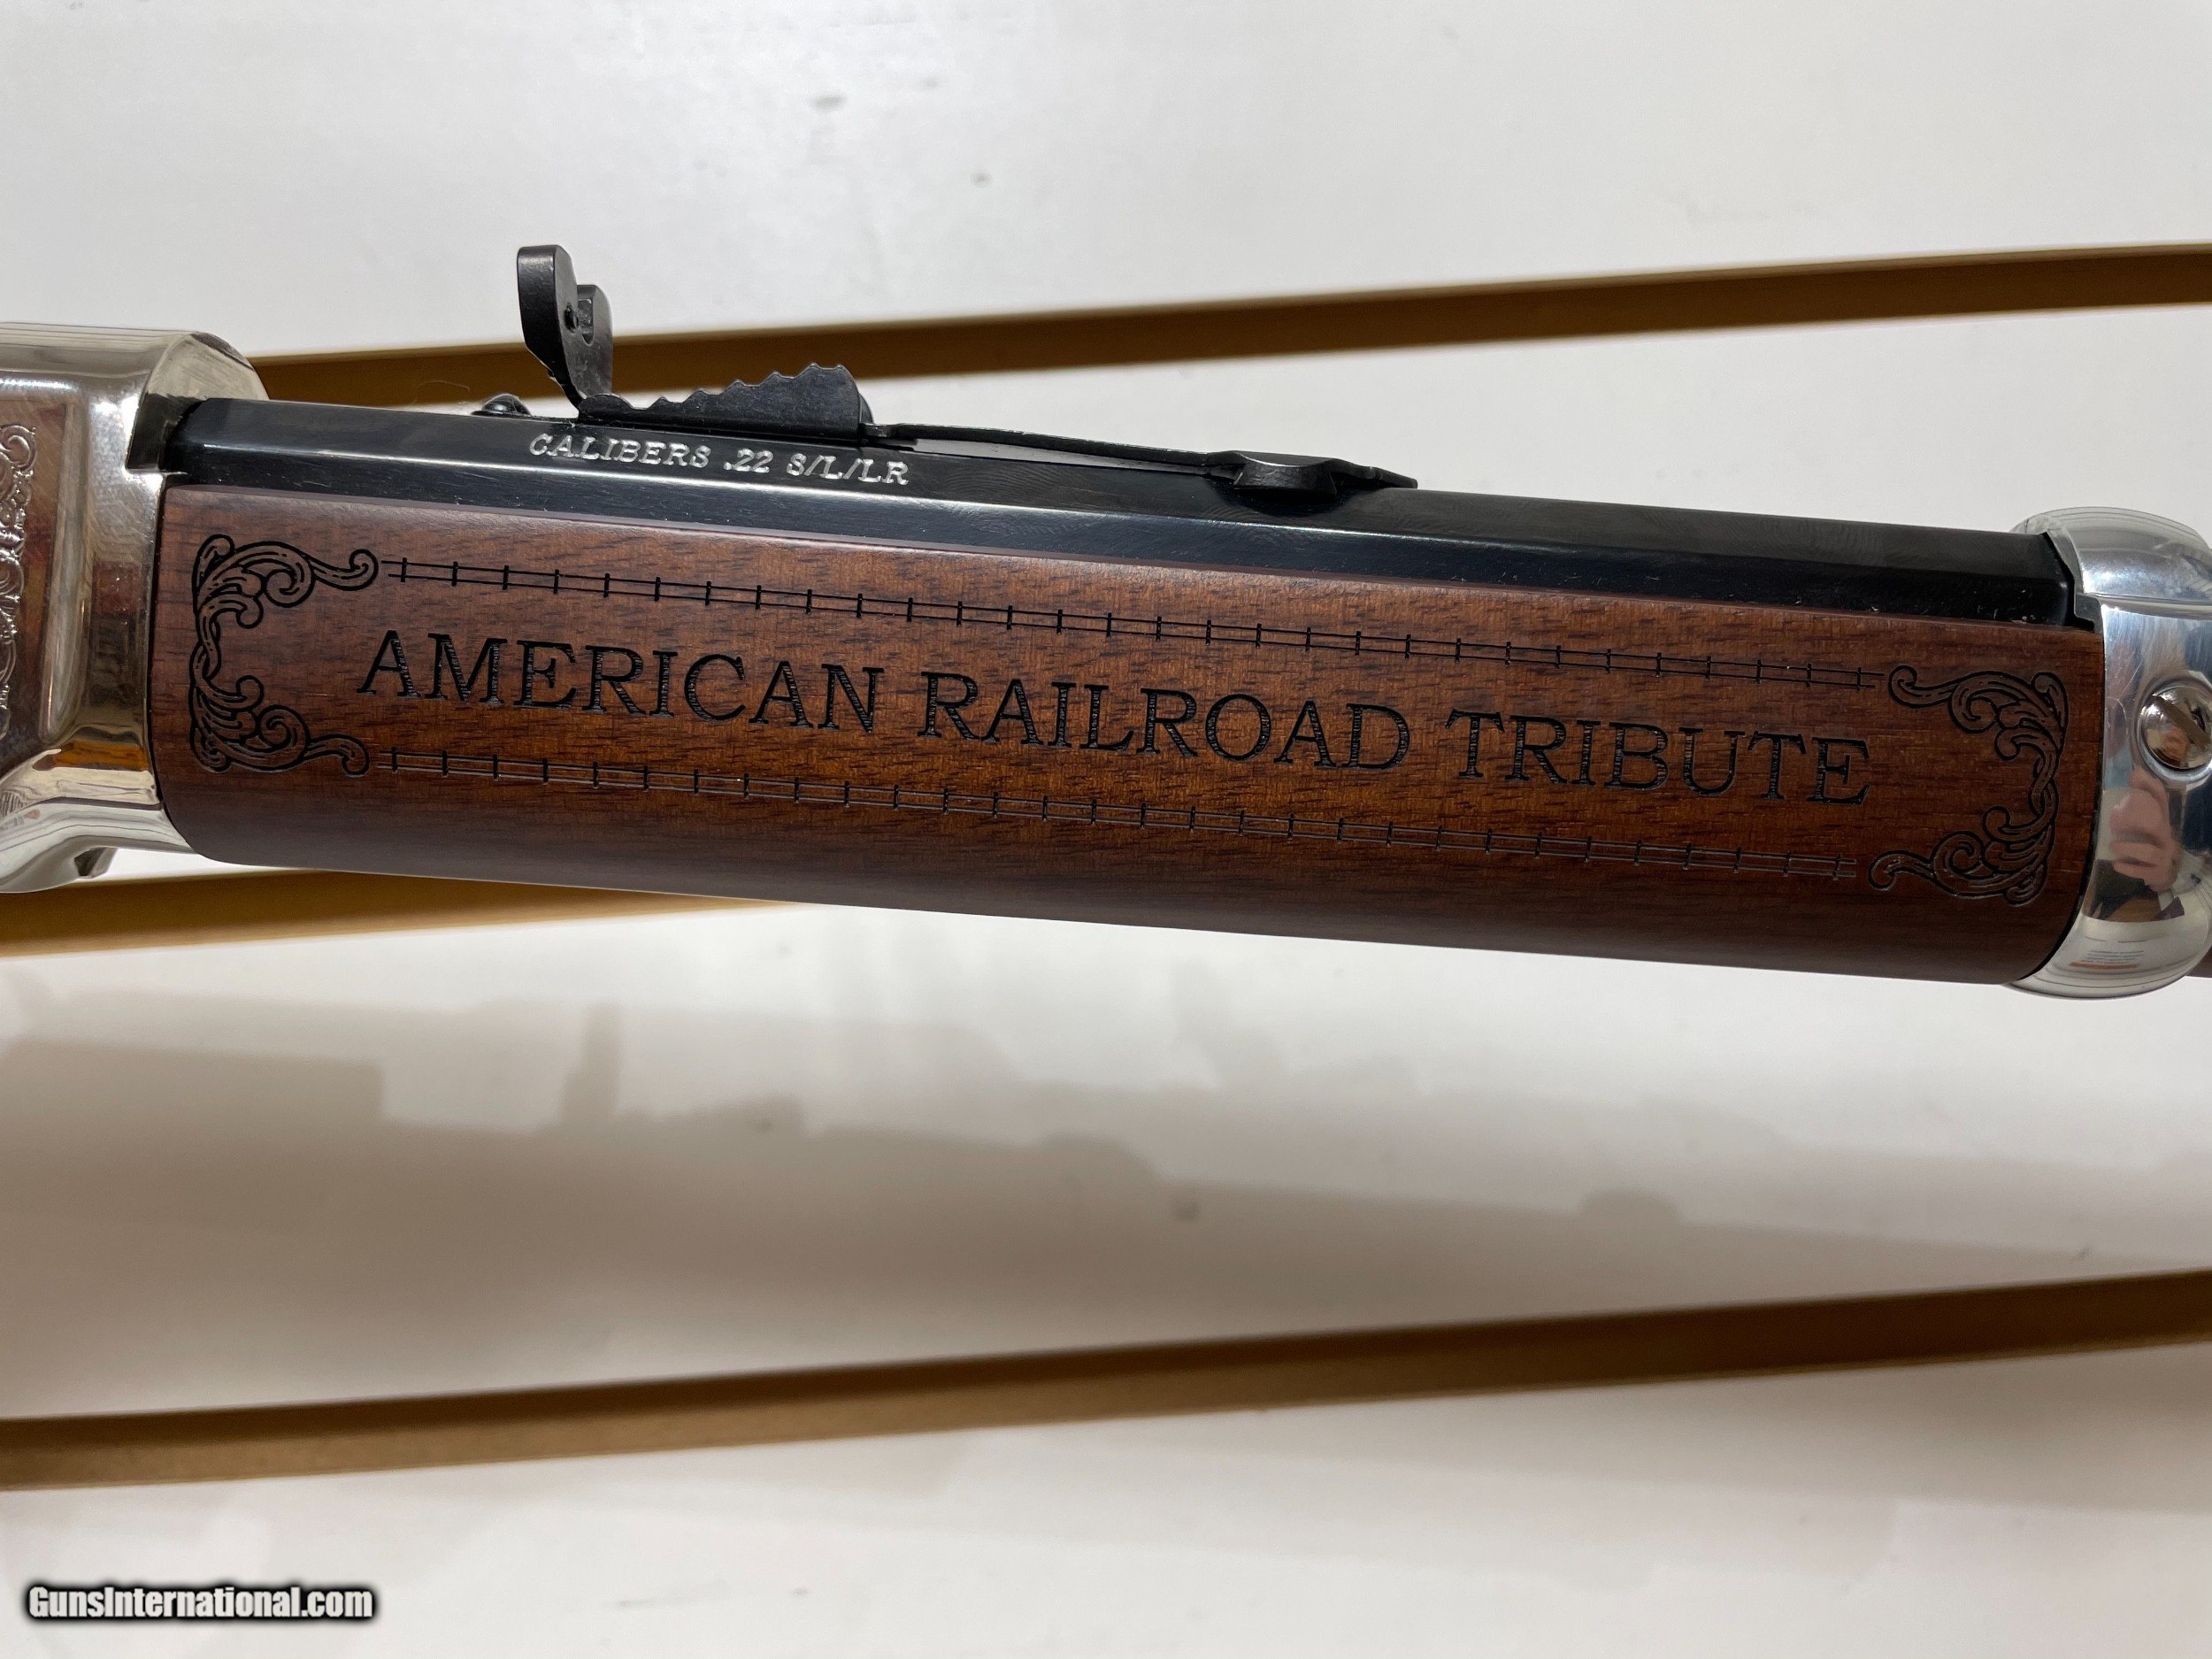 CALIBERS .22 S/L/LR
AMERICAN RAILROAD TRIBUTE
GunsInternational.com